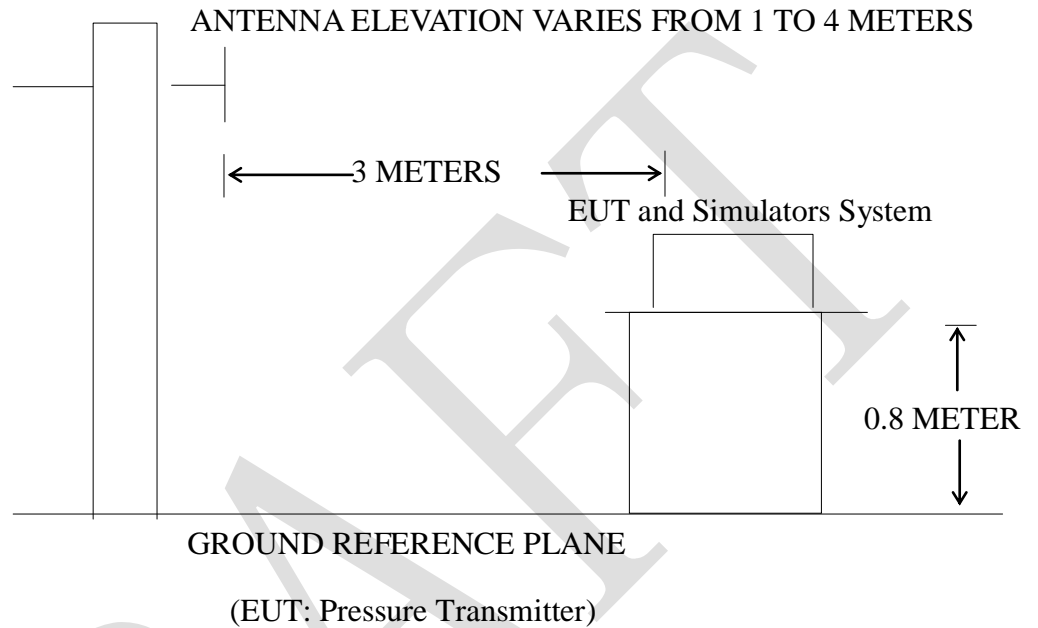 ANTENNA ELEVATION VARIES FROM 1 TO 4 METERS
3 METERS
EUT and Simulators System
0.8 METER
GROUND REFERENCE PLANE
(EUT: Pressure Transmitter)